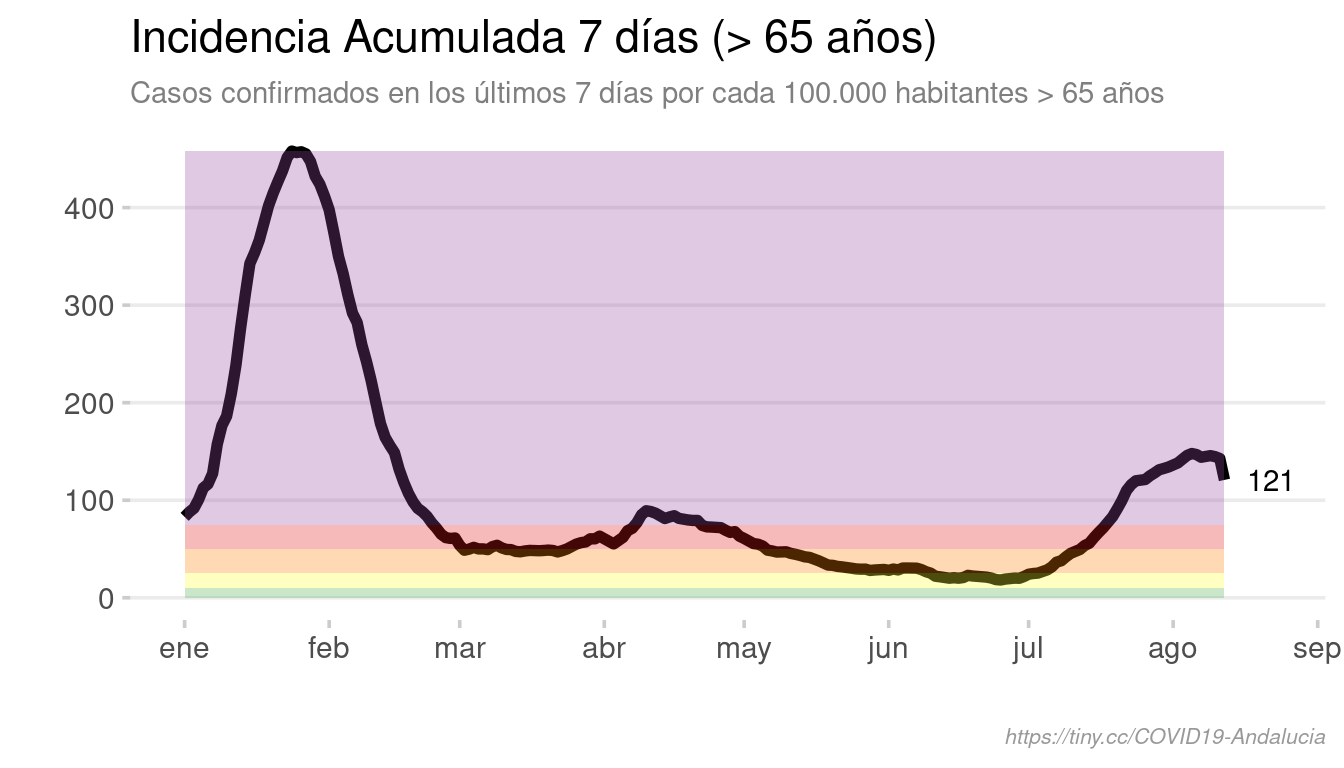 Incidencia Acumulada 7 días (> 65 años)
Casos confirmados en los últimos 7 días por cada 100.000 habitantes > 65 años
400
300
200
100
0
121
ene feb mar abr may jun jul ago sep
https://tiny.cc/COVID19-Andalucia